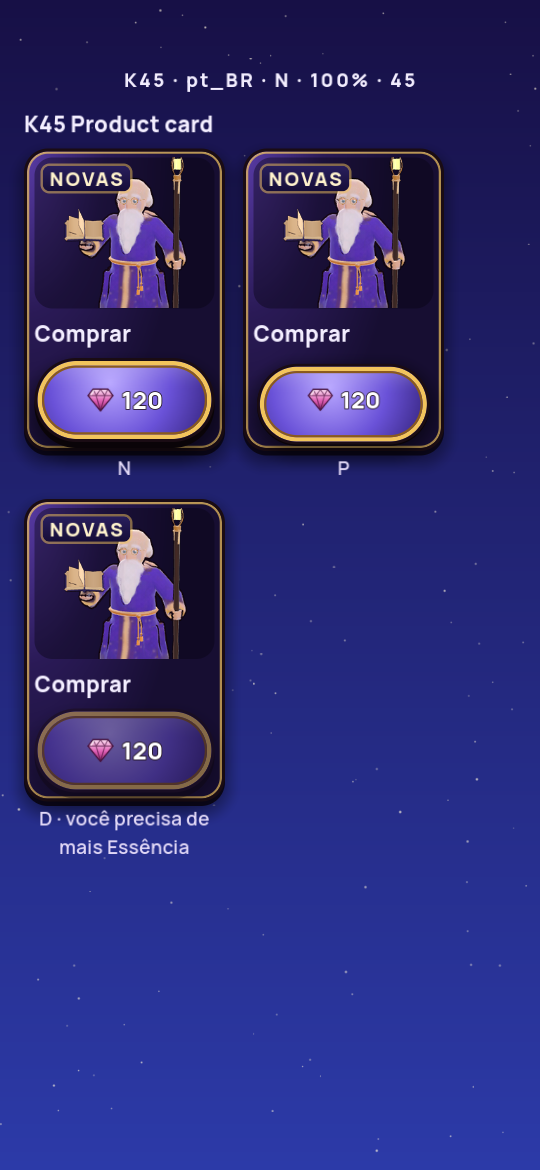 K45 · pt_BR · N · 100% · 45
K45 Product card
NOVAS
NOVAS
Comprar
Comprar
120
120
N
P
NOVAS
Comprar
120
D · você precisa de
mais Essência